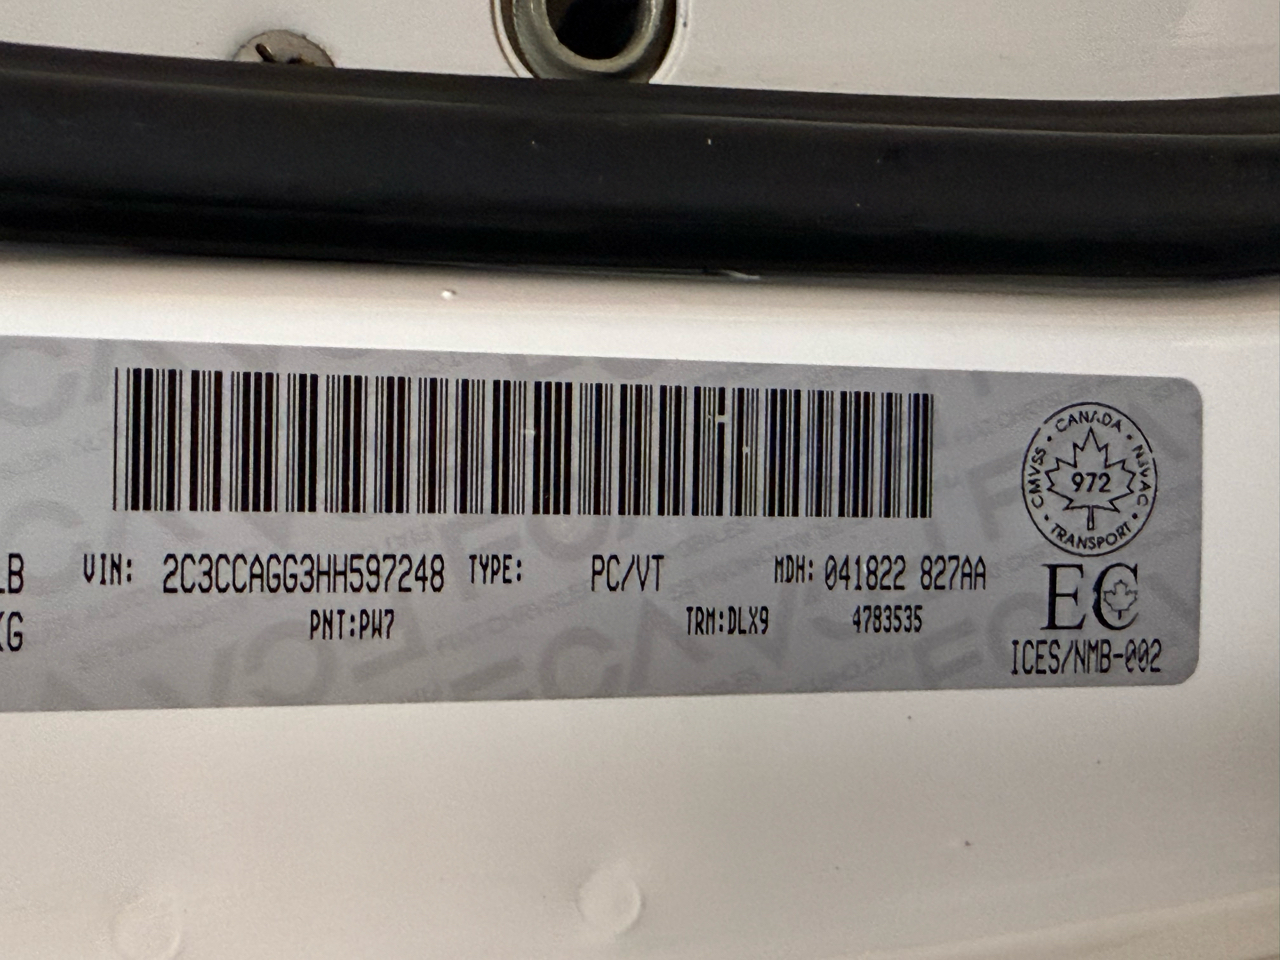 CANADA
CMVSS · NSVAC
972
TRANSPORT
LB VIN: 2C3CCAGG3HH597248 TYPE: PC/VT MDH: 041822 827AA
KG PNT:PW7 TRM:DLX9 4783535
EC
ICES/NMB-002